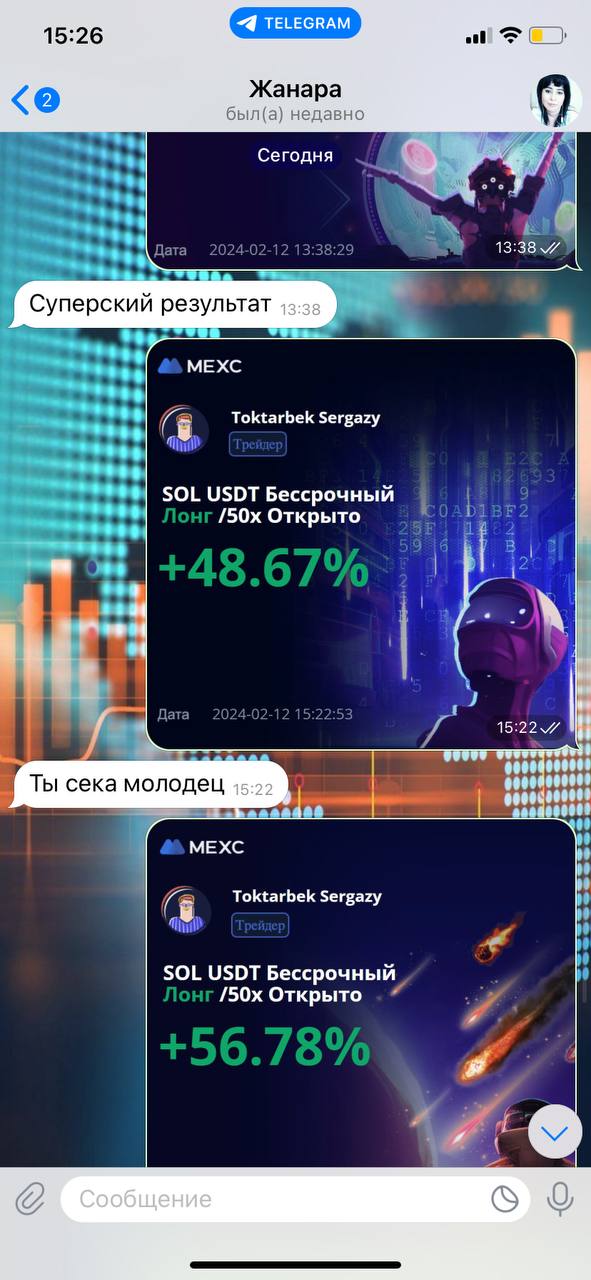 15:26
TELEGRAM
2
Жанара
был(а) недавно
Сегодня
Дата 2024-02-12 13:38:29
13:38
Суперский результат 13:38
MEXC
Toktarbek Sergazy
Трейдер
SOL USDT Бессрочный
Лонг /50x Открыто
+48.67%
Дата 2024-02-12 15:22:53
15:22
Ты сека молодец 15:22
MEXC
Toktarbek Sergazy
Трейдер
SOL USDT Бессрочный
Лонг /50x Открыто
+56.78%
Сообщение